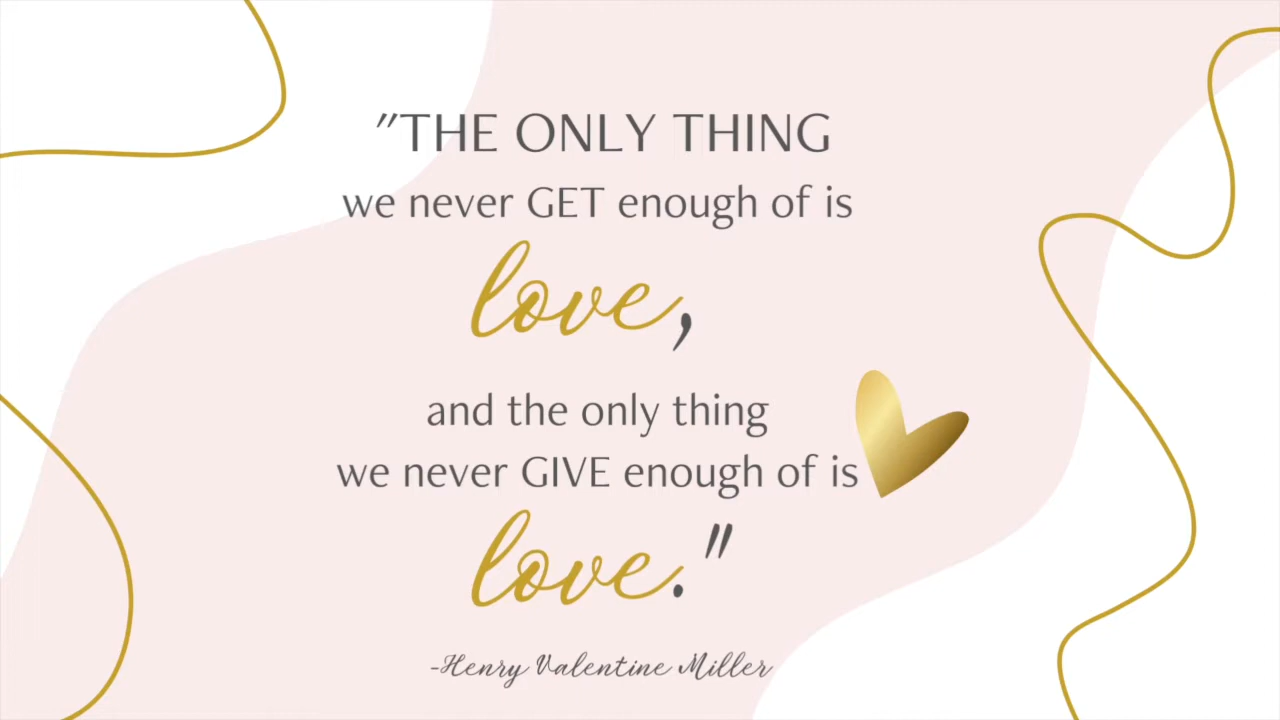 "THE ONLY THING
we never GET enough of is
love,
and the only thing
we never GIVE enough of is
love."
-Henry Valentine Miller